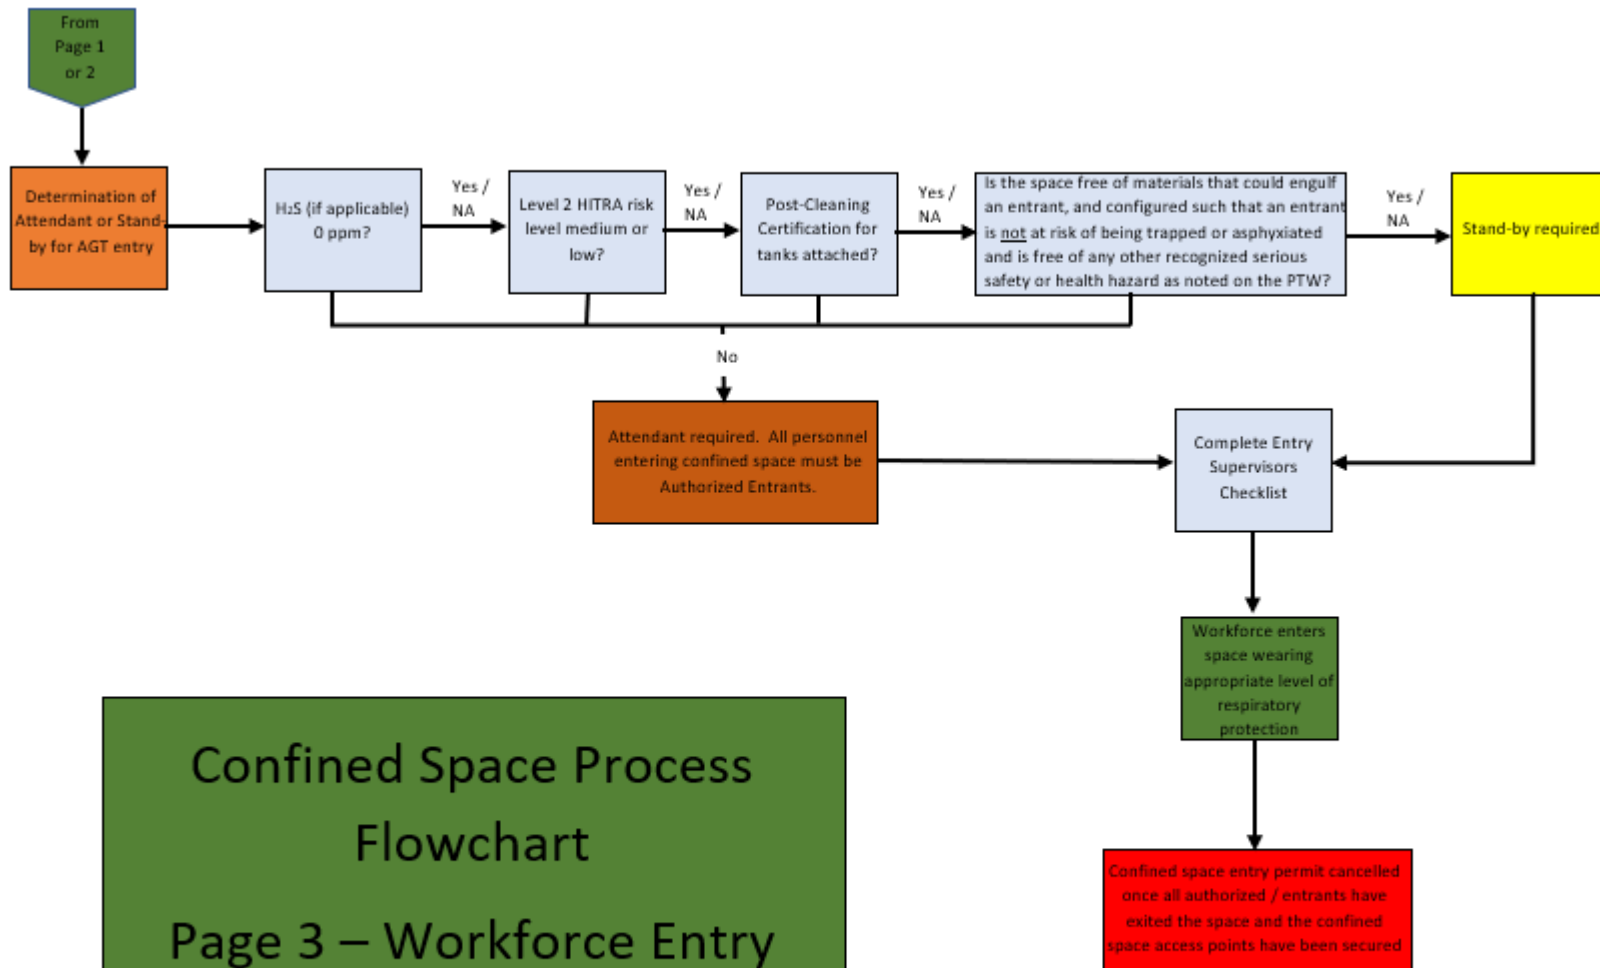 From
Page 1
or 2
Determination of
Attendant or Stand-
by for AGT entry
H₂S (if applicable)
0 ppm?
Yes /
NA
Level 2 HITRA risk
level medium or
low?
Yes /
NA
Post-Cleaning
Certification for
tanks attached?
Yes /
NA
Is the space free of materials that could engulf
an entrant, and configured such that an entrant
is not at risk of being trapped or asphyxiated
and is free of any other recognized serious
safety or health hazard as noted on the PTW?
Yes /
NA
Stand-by required
No
Attendant required. All personnel
entering confined space must be
Authorized Entrants.
Complete Entry
Supervisors
Checklist
Workforce enters
space wearing
appropriate level of
respiratory
protection
Confined space entry permit cancelled
once all authorized / entrants have
exited the space and the confined
space access points have been secured
Confined Space Process
Flowchart
Page 3 – Workforce Entry